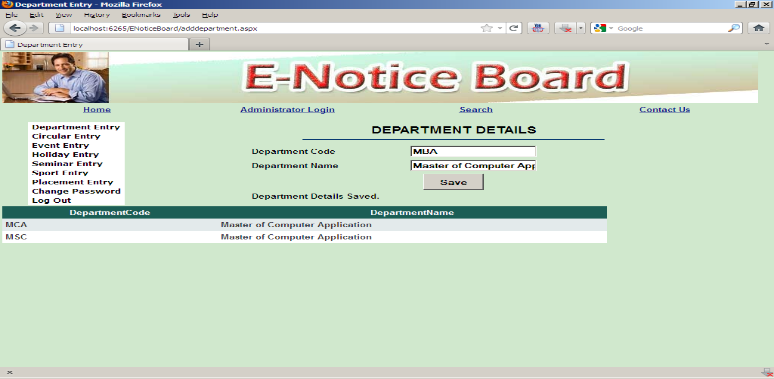 Department Entry - Mozilla Firefox
File Edit View History Bookmarks Tools Help
localhost:6265/ENoticeBoard/adddepartment.aspx
Google
Department Entry
E-Notice Board
Home Administrator Login Search Contact Us
DEPARTMENT DETAILS
Department Entry
Circular Entry
Event Entry
Holiday Entry
Seminar Entry
Sport Entry
Placement Entry
Change Password
Log Out
Department Code MBA
Department Name Master of Computer App
Save
Department Details Saved.
DepartmentCode DepartmentName
MCA Master of Computer Application
MSC Master of Computer Application